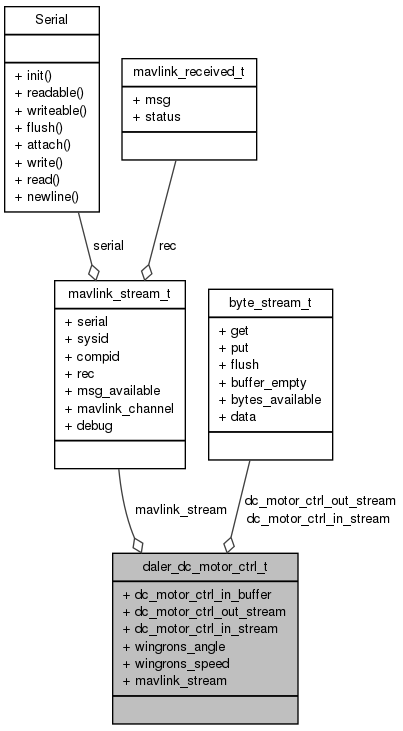 Serial
+ init()
+ readable()
+ writeable()
+ flush()
+ attach()
+ write()
+ read()
+ newline()
mavlink_received_t
+ msg
+ status
serial
rec
mavlink_stream_t
+ serial
+ sysid
+ compid
+ rec
+ msg_available
+ mavlink_channel
+ debug
byte_stream_t
+ get
+ put
+ flush
+ buffer_empty
+ bytes_available
+ data
mavlink_stream
dc_motor_ctrl_out_stream
dc_motor_ctrl_in_stream
daler_dc_motor_ctrl_t
+ dc_motor_ctrl_in_buffer
+ dc_motor_ctrl_out_stream
+ dc_motor_ctrl_in_stream
+ wingrons_angle
+ wingrons_speed
+ mavlink_stream